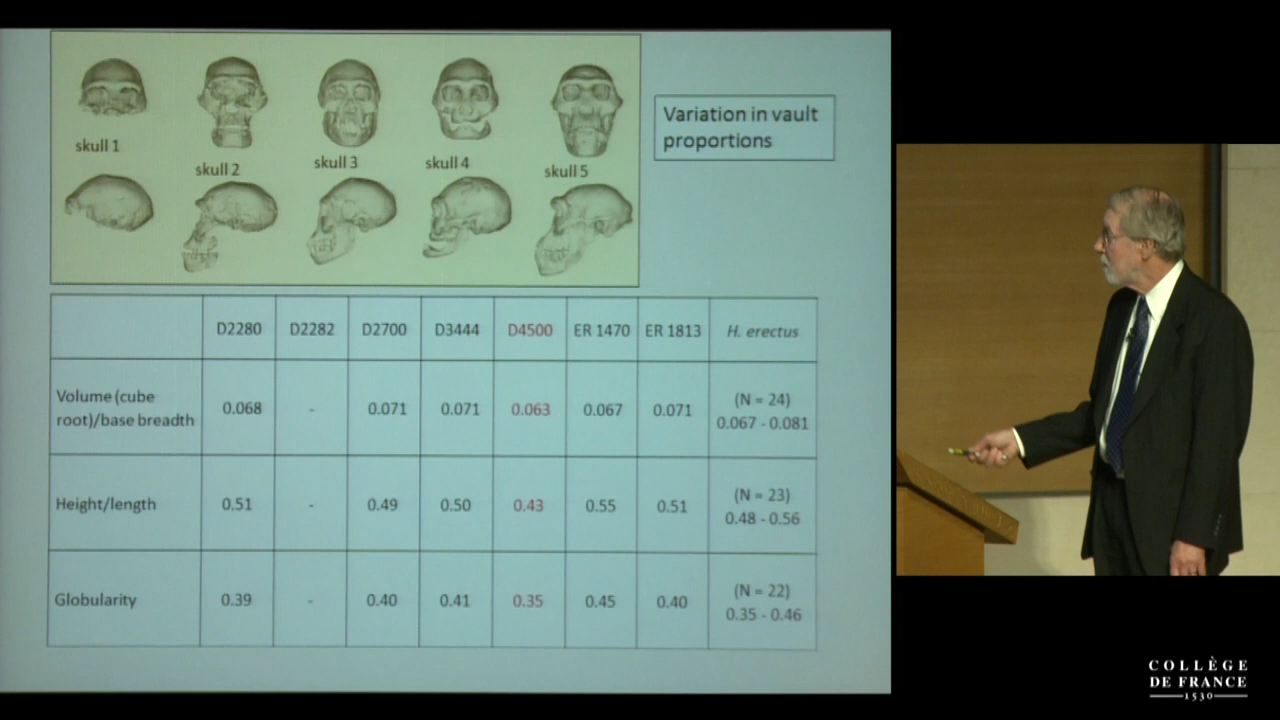 Variation in vault
proportions
skull 1
skull 2
skull 3
skull 4
skull 5
D2280 D2282 D2700 D3444 D4500 ER 1470 ER 1813 H. erectus
Volume (cube
root)/base breadth
0.068 - 0.071 0.071 0.063 0.067 0.071
(N = 24)
0.067 - 0.081
Height/length 0.51 - 0.49 0.50 0.43 0.55 0.51
(N = 23)
0.48 - 0.56
Globularity 0.39 - 0.40 0.41 0.35 0.45 0.40
(N = 22)
0.35 - 0.46
COLLÈGE
DE FRANCE
1530